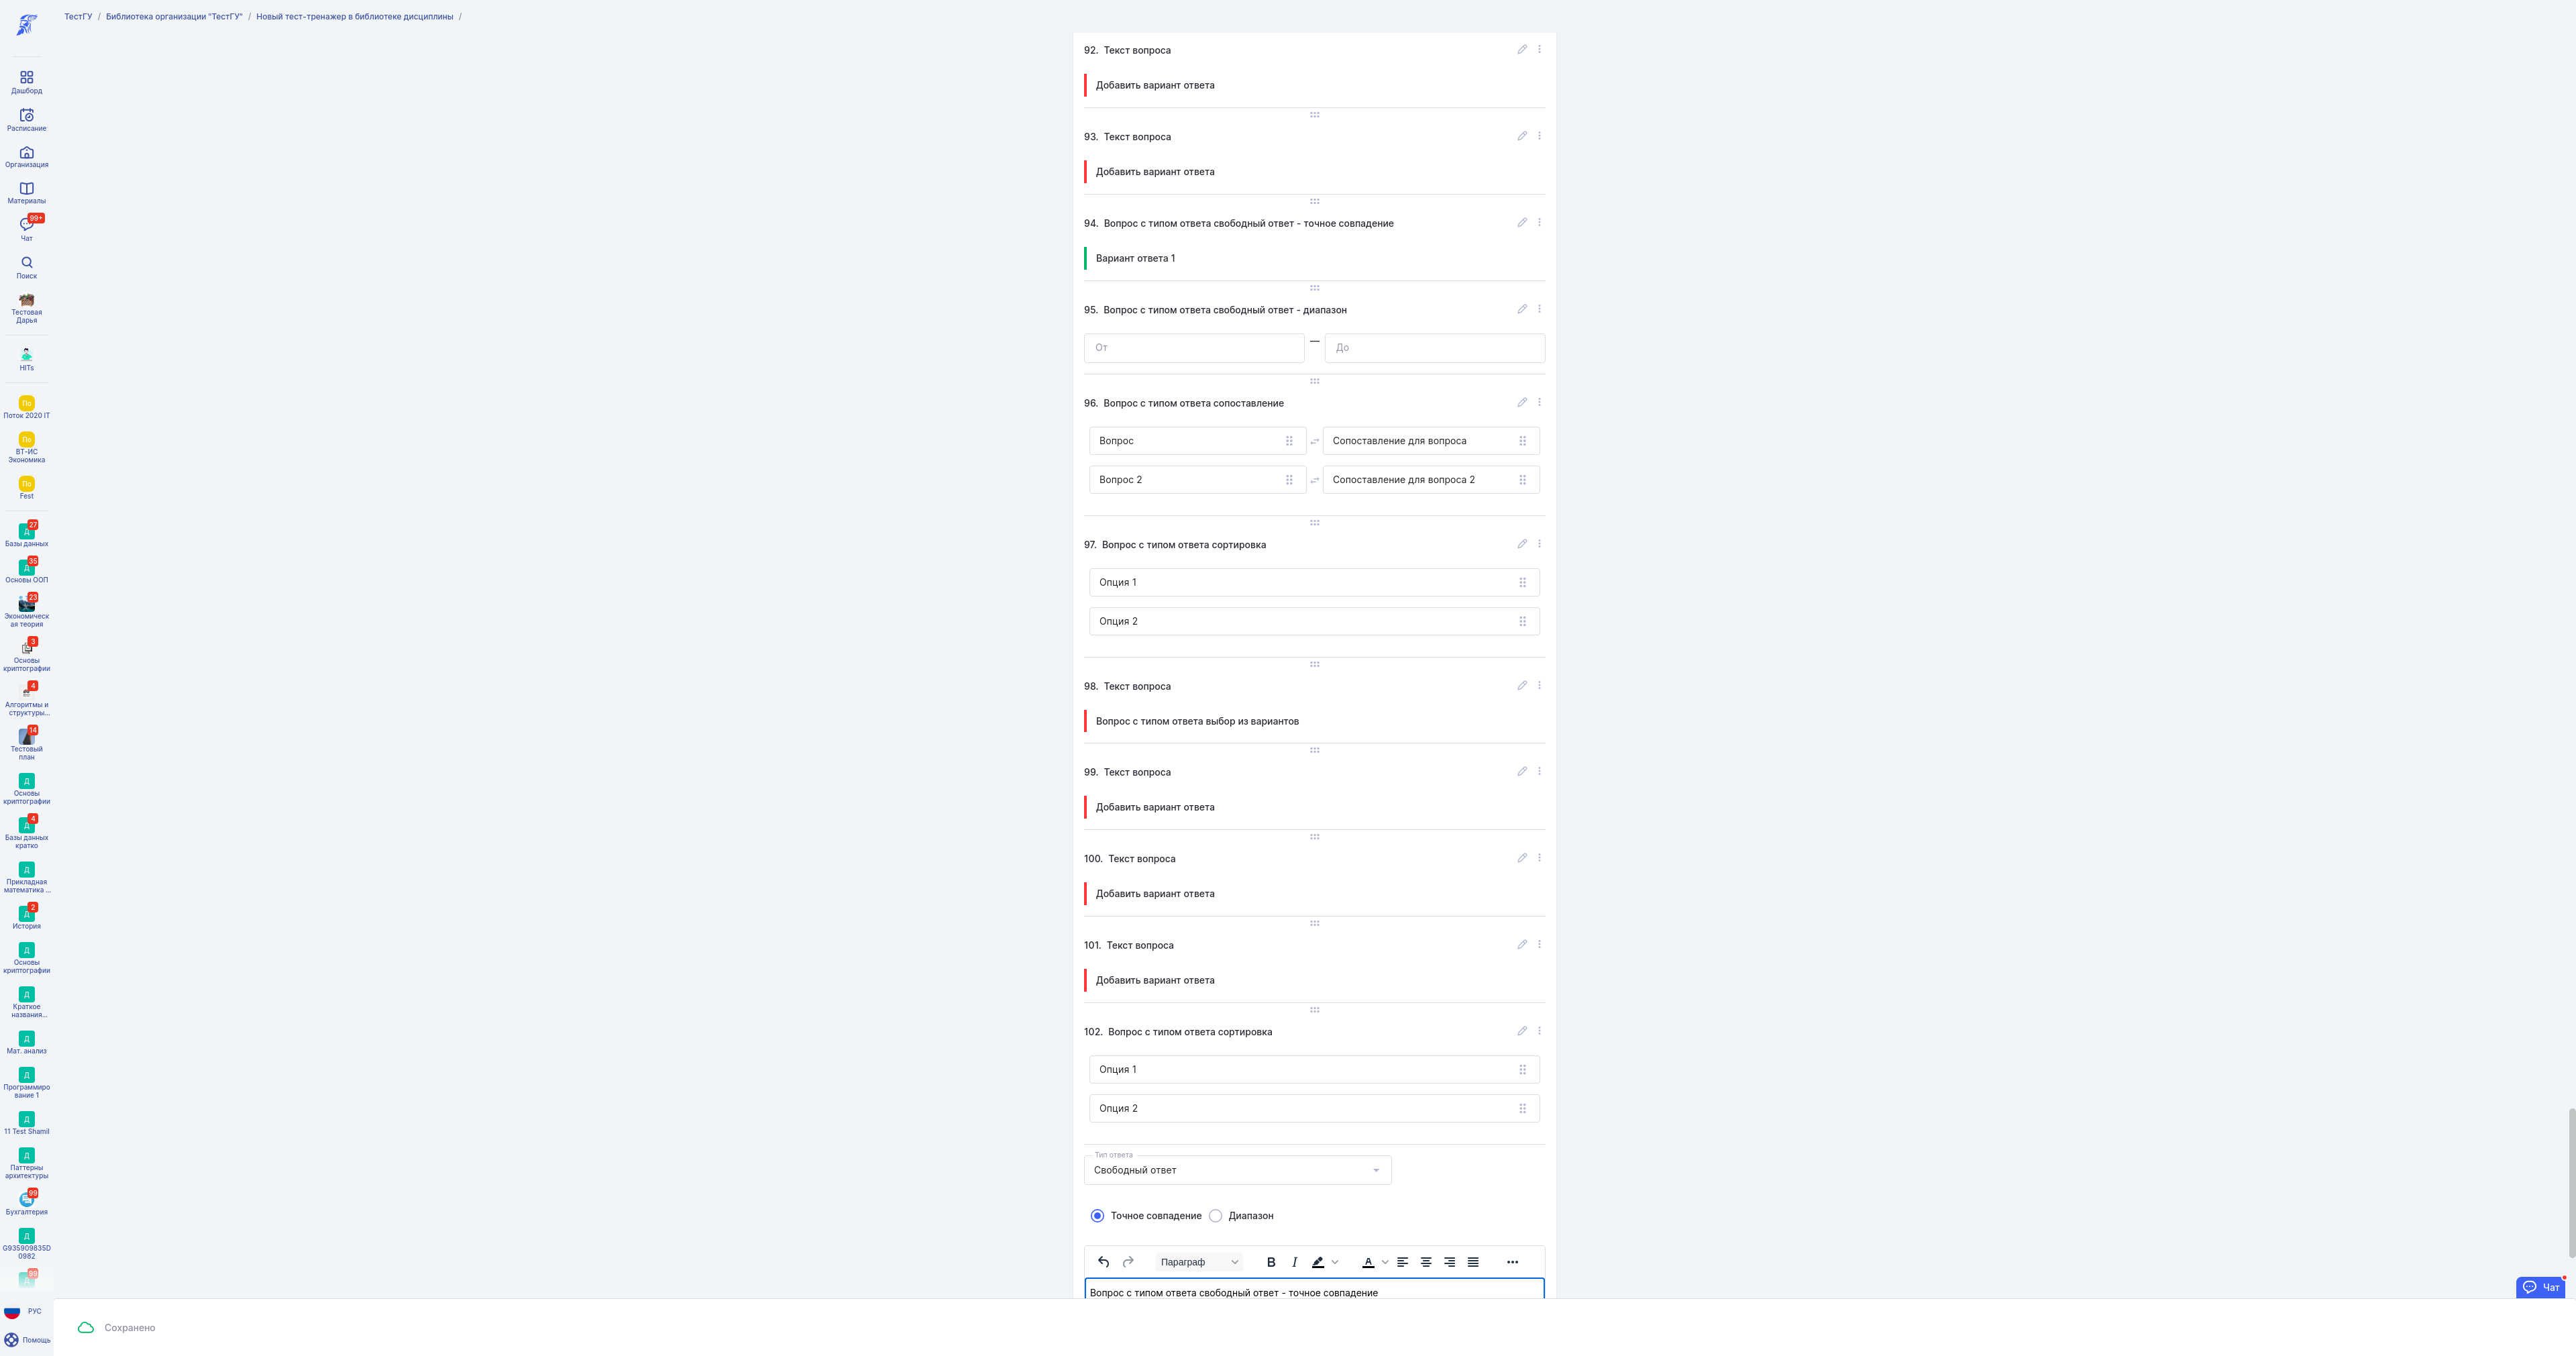 ТестГУ / Библиотека организации "ТестГУ" / Новый тест-тренажер в библиотеке дисциплины /
Дашборд
Расписание
Организация
Материалы
99+
Чат
Поиск
Тестовая
Дарья
HITs
По
Поток 2020 IT
По
ВТ-ИС
Экономика
По
Fest
27
Д
Базы данных
35
Д
Основы ООП
23
Экономическ
ая теория
3
Основы
криптографии
4
Алгоритмы и
структуры...
14
Тестовый
план
Д
Основы
криптографии
4
Д
Базы данных
кратко
Д
Прикладная
математика ...
2
Д
История
Д
Основы
криптографии
Д
Краткое
названия...
Д
Мат. анализ
Д
Программиро
вание 1
Д
11 Test Shamil
Д
Паттерны
архитектуры
99
Бухгалтерия
Д
G935909835D
0982
99
Д
РУС
Помощь
92. Текст вопроса
Добавить вариант ответа
93. Текст вопроса
Добавить вариант ответа
94. Вопрос с типом ответа свободный ответ - точное совпадение
Вариант ответа 1
95. Вопрос с типом ответа свободный ответ - диапазон
От — До
96. Вопрос с типом ответа сопоставление
Вопрос Сопоставление для вопроса
Вопрос 2 Сопоставление для вопроса 2
97. Вопрос с типом ответа сортировка
Опция 1
Опция 2
98. Текст вопроса
Вопрос с типом ответа выбор из вариантов
99. Текст вопроса
Добавить вариант ответа
100. Текст вопроса
Добавить вариант ответа
101. Текст вопроса
Добавить вариант ответа
102. Вопрос с типом ответа сортировка
Опция 1
Опция 2
Тип ответа
Свободный ответ
Точное совпадение Диапазон
Параграф B I A
Вопрос с типом ответа свободный ответ - точное совпадение
Чат
Сохранено